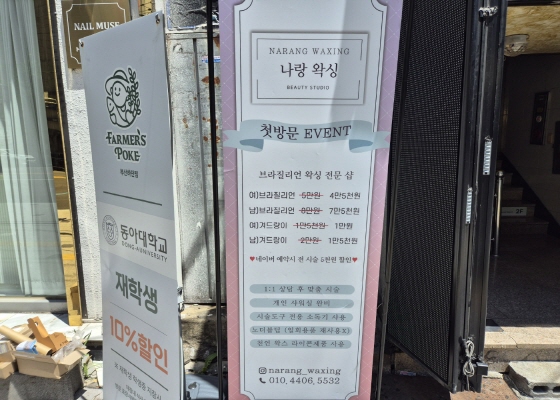 NAIL MUSE
FARMER'S
POKE
동아대학교
DONG-A UNIVERSITY
재학생
10%할인
NARANG WAXING
나랑 왁싱
BEAUTY STUDIO
첫방문 EVENT
브라질리언 왁싱 전문 샵
여)브라질리언 5만원 4만5천원
남)브라질리언 8만원 7만5천원
여)겨드랑이 1만5천원 1만원
남)겨드랑이 2만원 1만5천원
♥네이버 예약시 전 시술 5천원 할인♥
1:1 상담 후 맞춤 시술
개인 샤워실 완비
시술도구 전용 소독기 사용
노더블딥 (일회용품 재사용X)
천연 왁스 라이콘제품 사용
narang_waxing
010. 4406. 5532